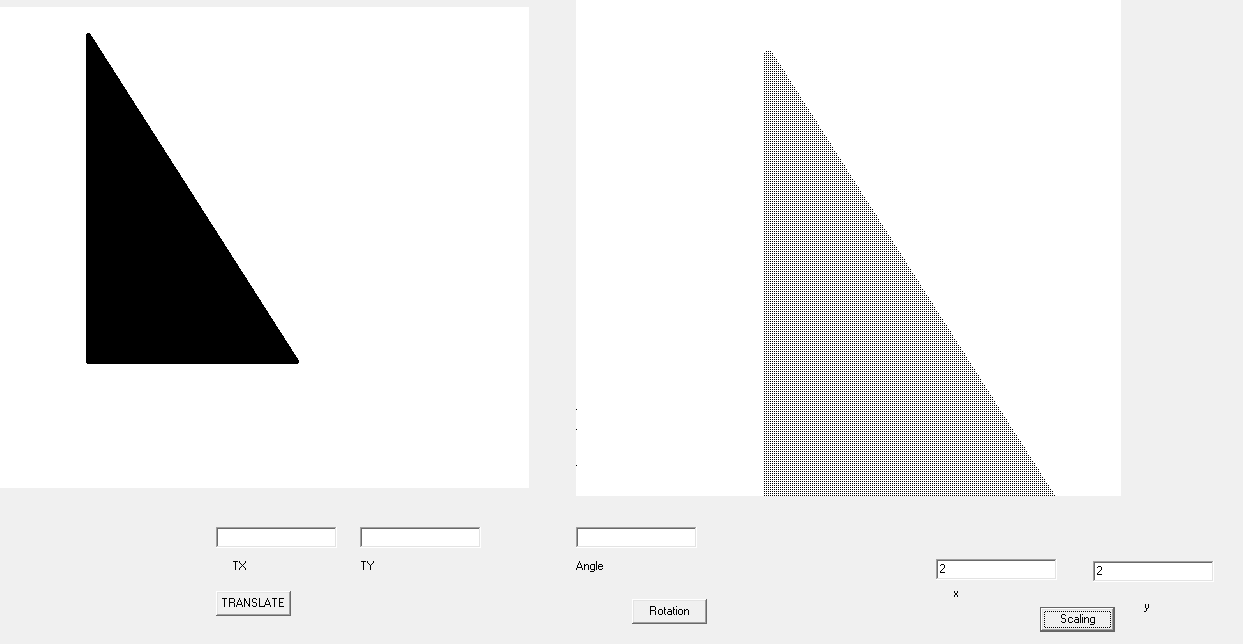 TX
TY
Angle
2
2
x
y
TRANSLATE
Rotation
Scaling